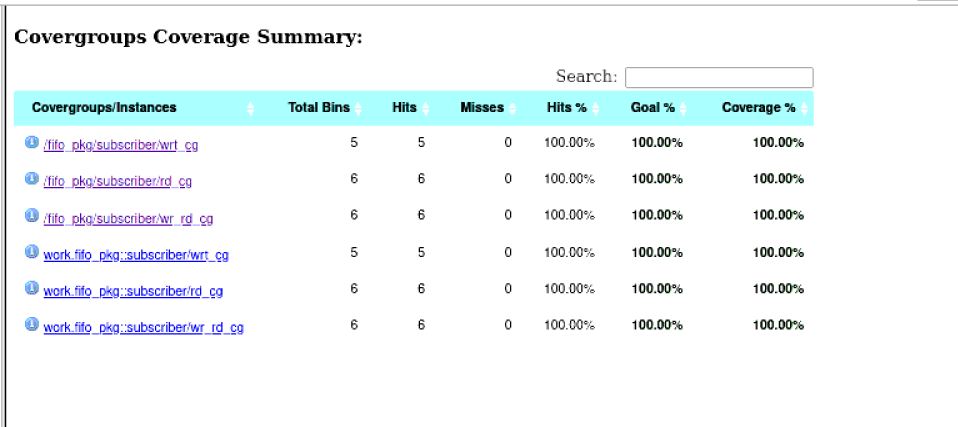 Covergroups Coverage Summary:
Search:
Covergroups/Instances Total Bins Hits Misses Hits % Goal % Coverage %
/fifo_pkg/subscriber/wrt_cg 5 5 0 100.00% 100.00% 100.00%
/fifo_pkg/subscriber/rd_cg 6 6 0 100.00% 100.00% 100.00%
/fifo_pkg/subscriber/wr_rd_cg 6 6 0 100.00% 100.00% 100.00%
work.fifo_pkg::subscriber/wrt_cg 5 5 0 100.00% 100.00% 100.00%
work.fifo_pkg::subscriber/rd_cg 6 6 0 100.00% 100.00% 100.00%
work.fifo_pkg::subscriber/wr_rd_cg 6 6 0 100.00% 100.00% 100.00%